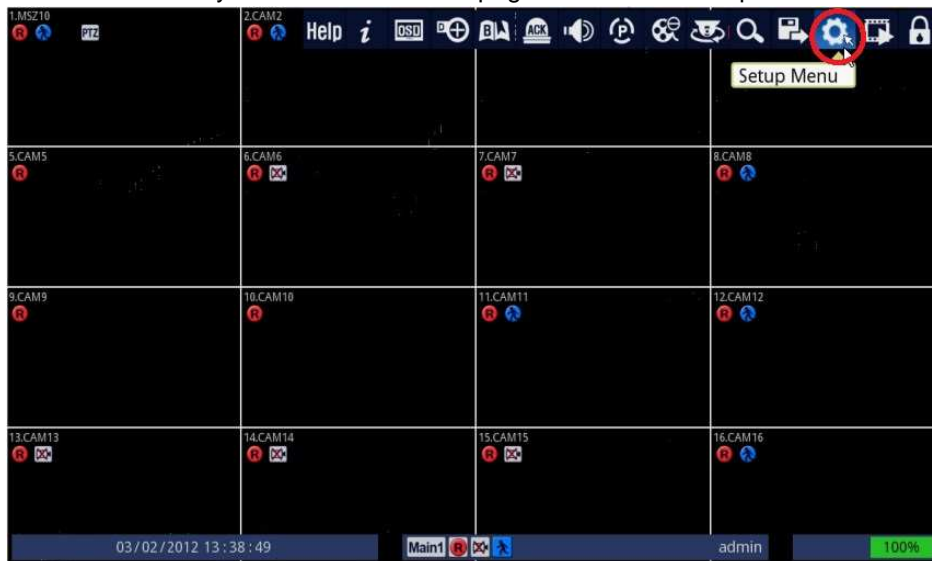 1.MSZ10
2.CAM2
R
PTZ
R
Help i OSD D B ACK P
Setup Menu
5.CAM5
6.CAM6
7.CAM7
8.CAM8
R
R
R
R
9.CAM9
10.CAM10
11.CAM11
12.CAM12
R
R
R
R
13.CAM13
14.CAM14
15.CAM15
16.CAM16
R
R
R
R
03/02/2012 13:38:49
Main1 R
admin
100%